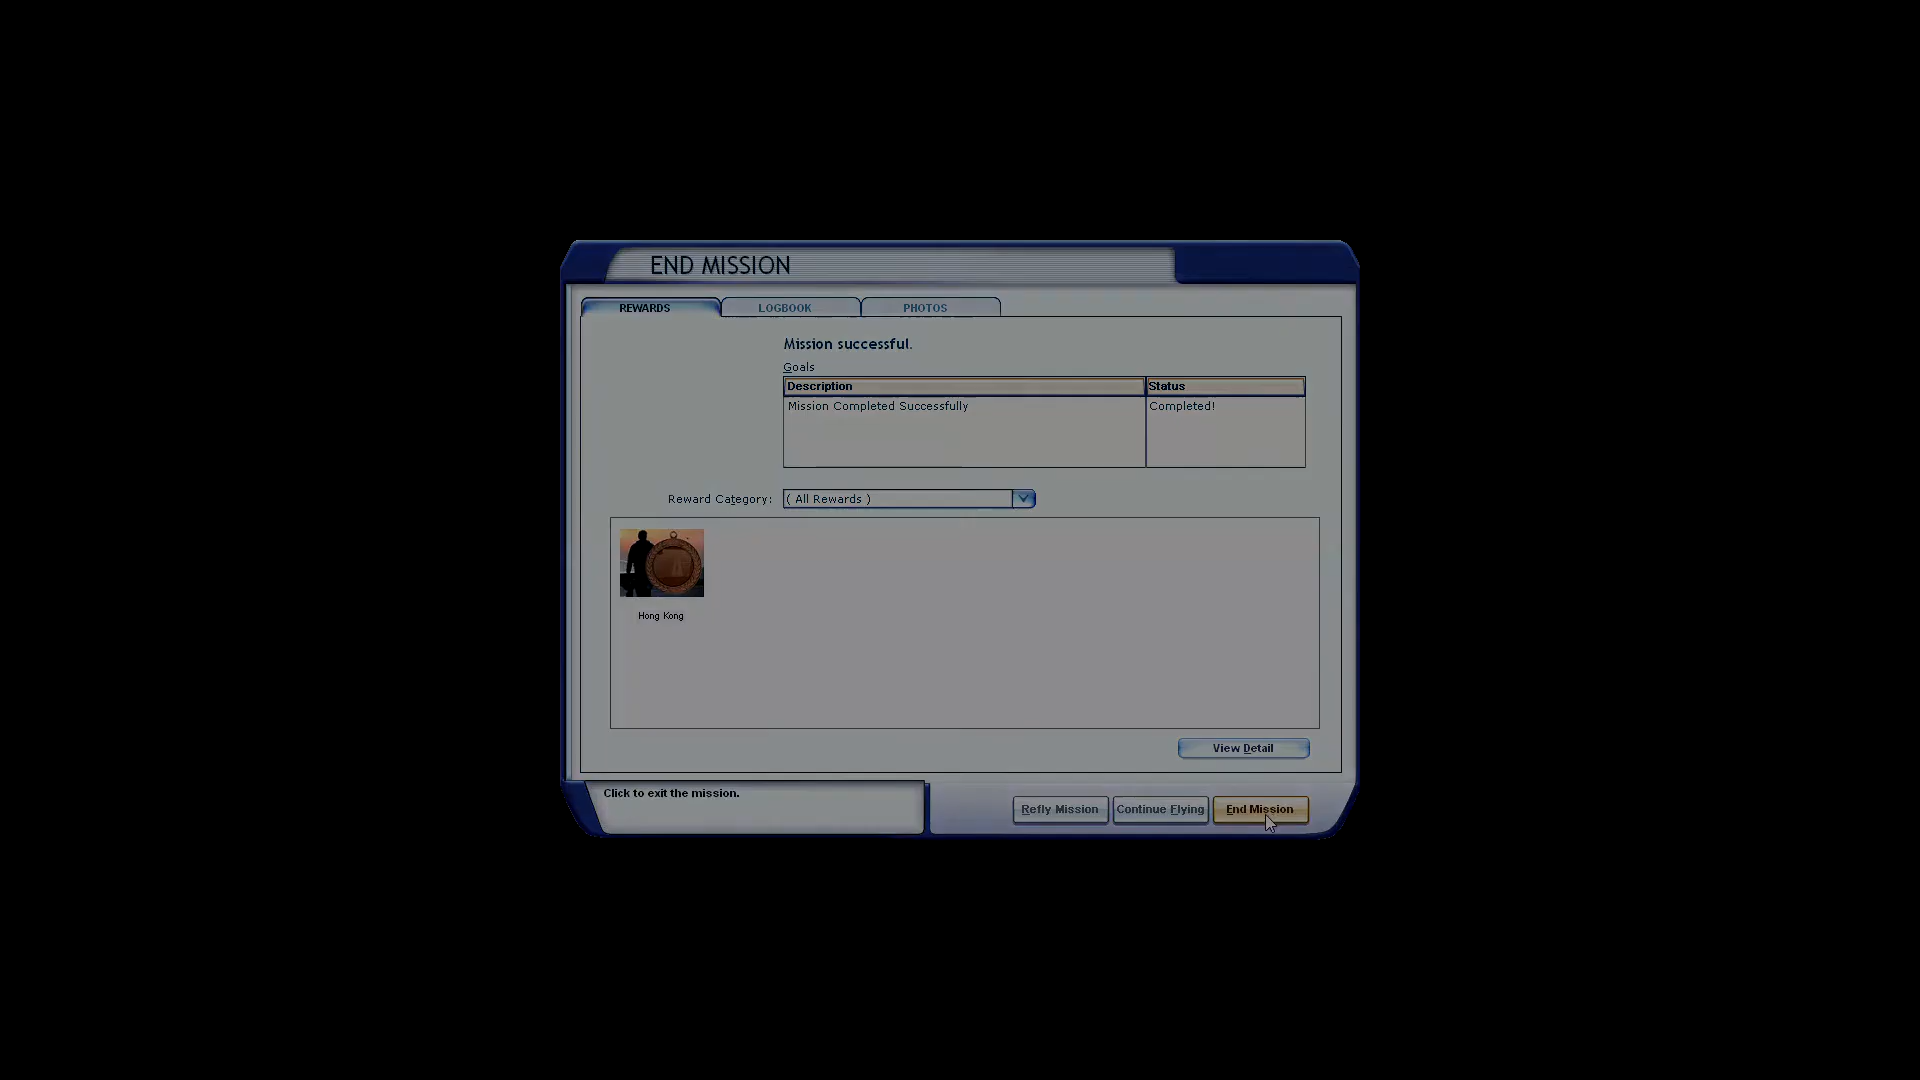 END MISSION
REWARDS
LOGBOOK
PHOTOS
Mission successful.
Goals
Description
Status
Mission Completed Successfully
Completed!
Reward Category:
( All Rewards )
Hong Kong
View Detail
Click to exit the mission.
Refly Mission
Continue Flying
End Mission